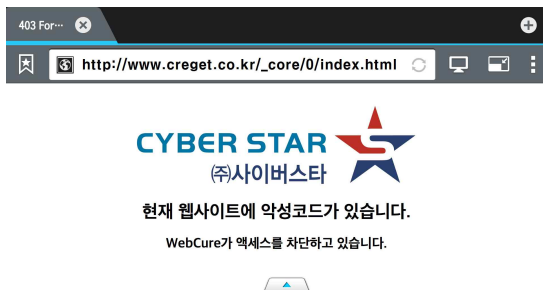 403 For…
http://www.creget.co.kr/_core/0/index.html
CYBER STAR
㈜사이버스타
현재 웹사이트에 악성코드가 있습니다.
WebCure가 액세스를 차단하고 있습니다.